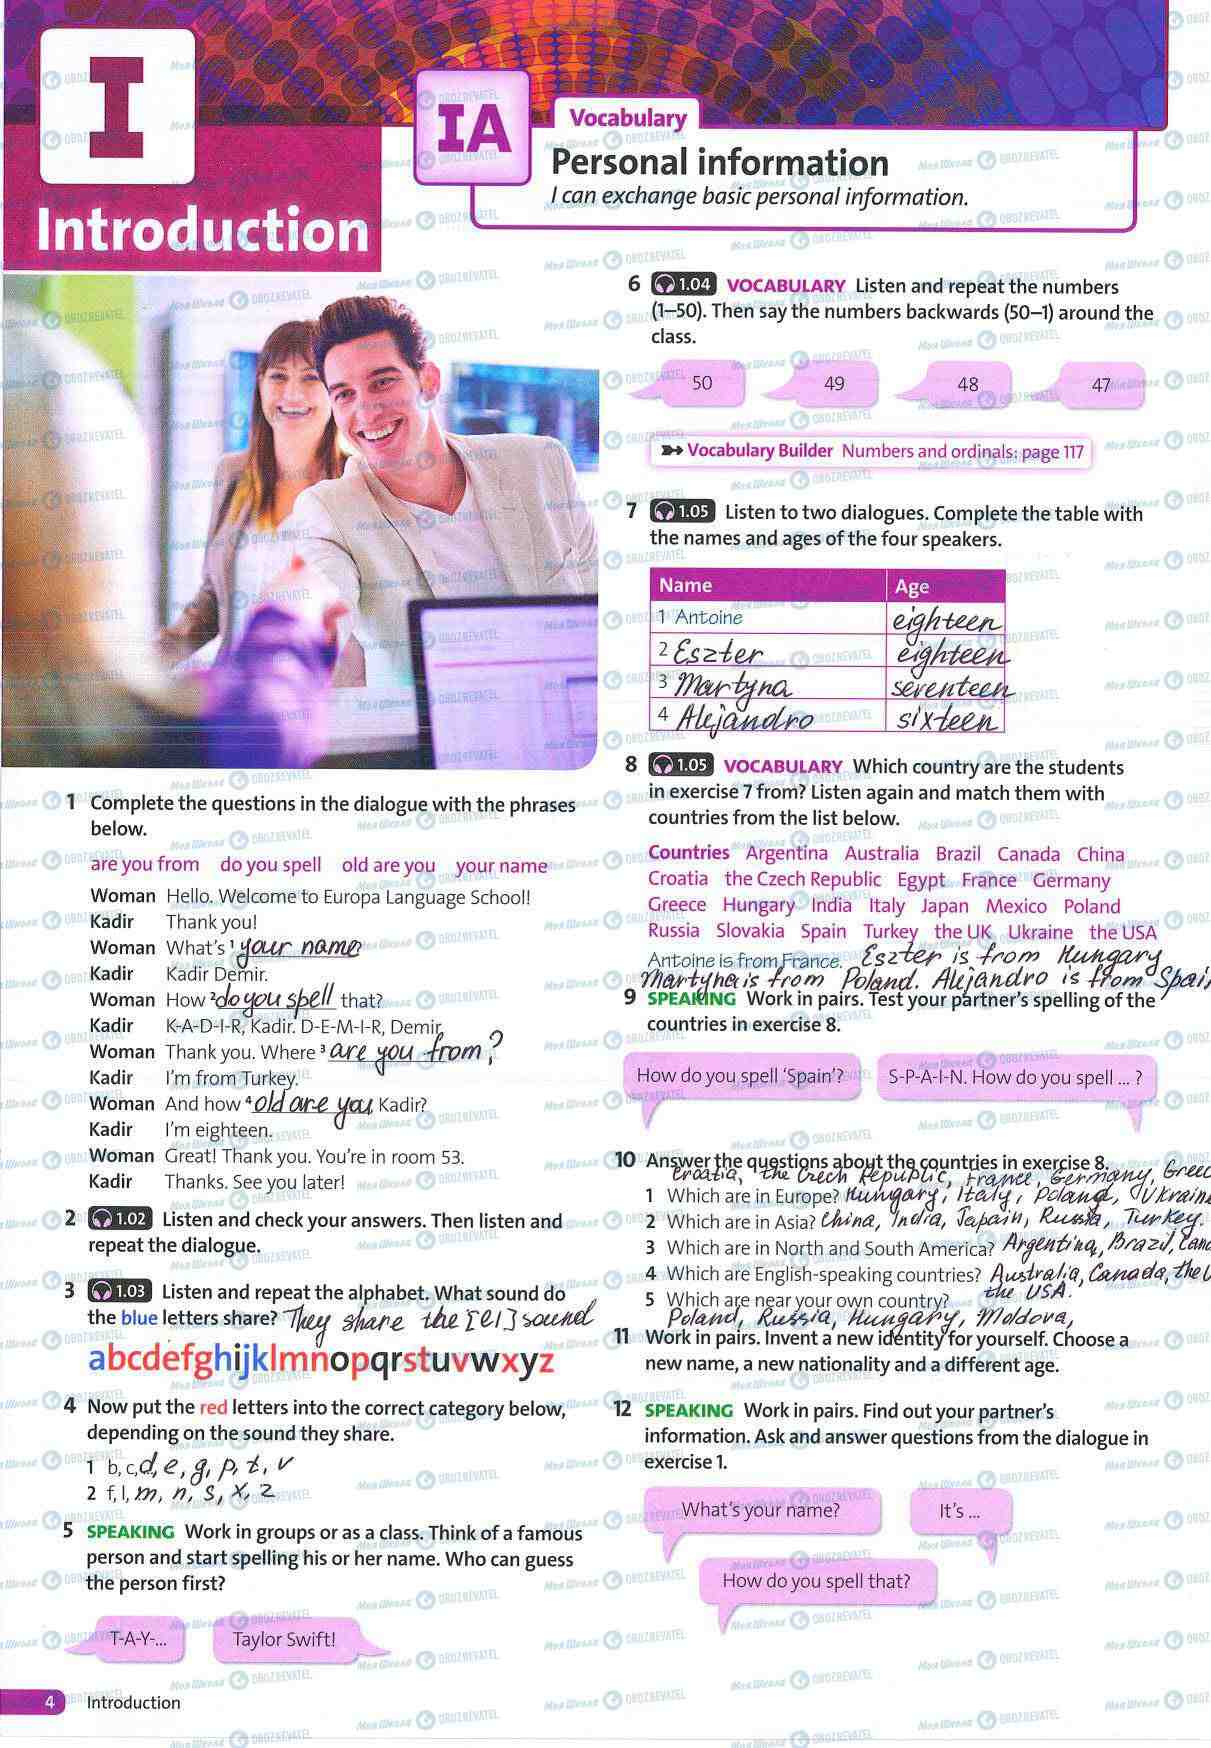 I
Introduction
IA
Vocabulary
Personal information
I can exchange basic personal information.
1 Complete the questions in the dialogue with the phrases
below.
are you from do you spell old are you your name
Woman Hello. Welcome to Europa Language School!
Kadir Thank you!
Woman What's ¹ your name
Kadir Kadir Demir.
Woman How ² do you spell that?
Kadir K-A-D-I-R, Kadir. D-E-M-I-R, Demir.
Woman Thank you. Where ³ are you from?
Kadir I'm from Turkey.
Woman And how ⁴ old are you, Kadir?
Kadir I'm eighteen.
Woman Great! Thank you. You're in room 53.
Kadir Thanks. See you later!
2 1.02 Listen and check your answers. Then listen and
repeat the dialogue.
3 1.03 Listen and repeat the alphabet. What sound do
the blue letters share? They share the [ei] sound
abcdefghijklmnopqrstuvwxyz
4 Now put the red letters into the correct category below,
depending on the sound they share.
1 b, c, d, e, g, p, t, v
2 f, l, m, n, s, x, z
5 SPEAKING Work in groups or as a class. Think of a famous
person and start spelling his or her name. Who can guess
the person first?
T-A-Y-...
Taylor Swift!
4 Introduction
6 1.04 VOCABULARY Listen and repeat the numbers
(1–50). Then say the numbers backwards (50–1) around the
class.
50 49 48 47
Vocabulary Builder Numbers and ordinals: page 117
7 1.05 Listen to two dialogues. Complete the table with
the names and ages of the four speakers.
Name Age
1 Antoine eighteen
2 Eszter eighteen
3 Martyna seventeen
4 Alejandro sixteen
8 1.05 VOCABULARY Which country are the students
in exercise 7 from? Listen again and match them with
countries from the list below.
Countries Argentina Australia Brazil Canada China
Croatia the Czech Republic Egypt France Germany
Greece Hungary India Italy Japan Mexico Poland
Russia Slovakia Spain Turkey the UK Ukraine the USA
Antoine is from France. Eszter is from Hungary
Martyna is from Poland. Alejandro is from Spain
9 SPEAKING Work in pairs. Test your partner's spelling of the
countries in exercise 8.
How do you spell 'Spain'?
S-P-A-I-N. How do you spell ... ?
10 Answer the questions about the countries in exercise 8.
Croatia, the Czech Republic, France, Germany, Greec
1 Which are in Europe? Hungary, Italy, Poland, Ukraine
2 Which are in Asia? China, India, Japain, Russia, Turkey.
3 Which are in North and South America? Argentina, Brazil, Cana
4 Which are English-speaking countries? Australia, Canada, the U
the USA.
5 Which are near your own country?
Poland, Russia, Hungary, Moldova,
11 Work in pairs. Invent a new identity for yourself. Choose a
new name, a new nationality and a different age.
12 SPEAKING Work in pairs. Find out your partner's
information. Ask and answer questions from the dialogue in
exercise 1.
What's your name?
It's ...
How do you spell that?
Моя Школа OBOZREVATEL